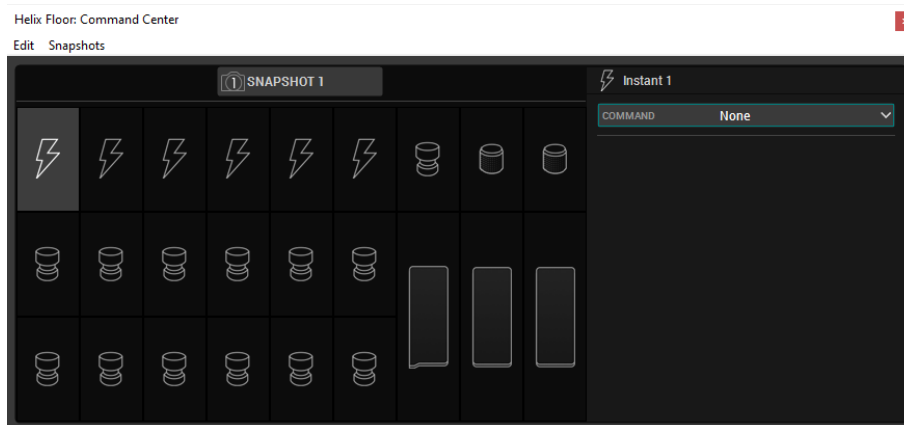 Helix Floor: Command Center
Edit Snapshots
1 SNAPSHOT 1
Instant 1
COMMAND None